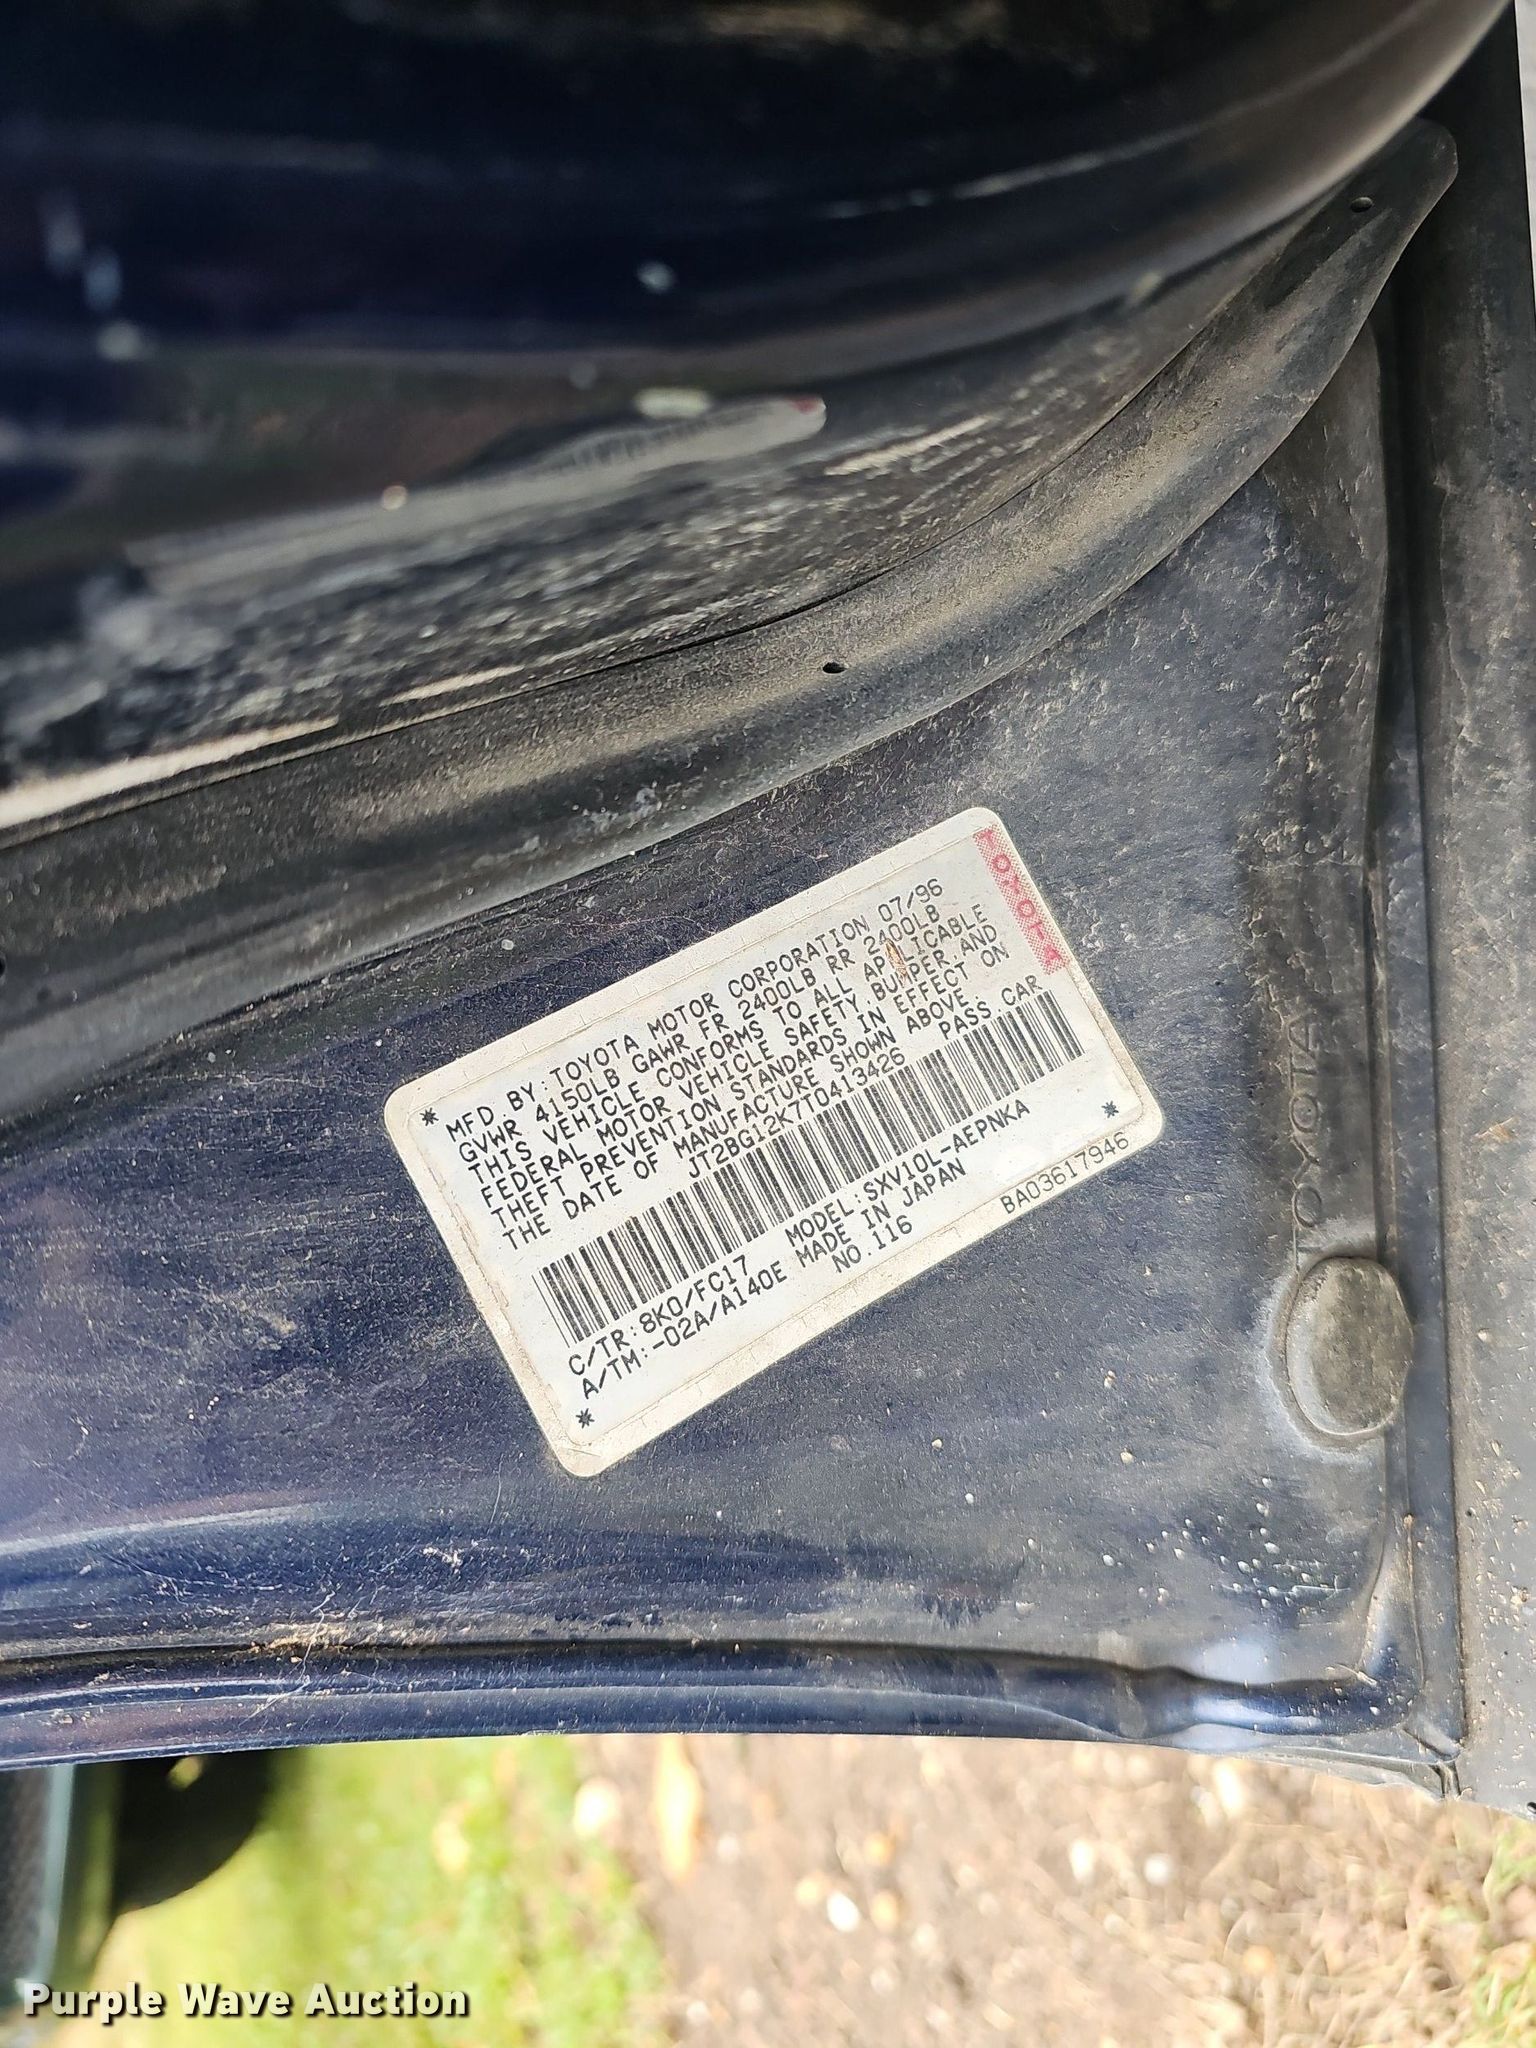 TOYOTA
MFD. BY: TOYOTA MOTOR CORPORATION 07/96
GVWR 4150LB GAWR FR 2400LB RR 2400LB
THIS VEHICLE CONFORMS TO ALL APPLICABLE
FEDERAL MOTOR VEHICLE SAFETY, BUMPER, AND
THEFT PREVENTION STANDARDS IN EFFECT ON
THE DATE OF MANUFACTURE SHOWN ABOVE.
JT2BG12K7T0413426 PASS. CAR
C/TR: 8K0/FC17 MODEL: SXV10L-AEPNKA
A/TM: -02A/A140E MADE IN JAPAN
NO. 116
BA03617946
TOYOTA
Purple Wave Auction